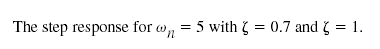 The step response for ωₙ = 5 with ζ = 0.7 and ζ = 1.